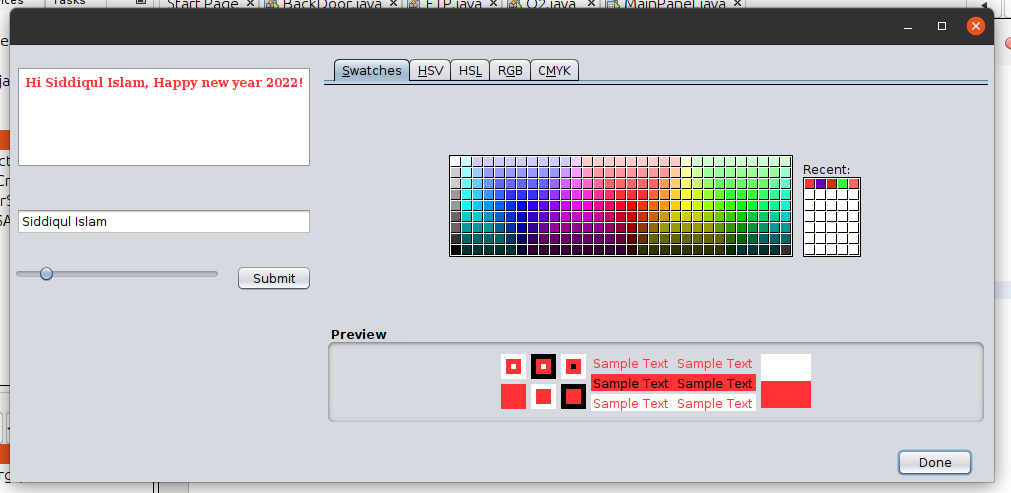 Tasks
Start Page BackDoor.java FTP.java Q2.java MainPanel.java
Hi Siddiqul Islam, Happy new year 2022!
Siddiqul Islam
Submit
Swatches HSV HSL RGB CMYK
Recent:
Preview
Sample Text Sample Text
Sample Text Sample Text
Sample Text Sample Text
Done